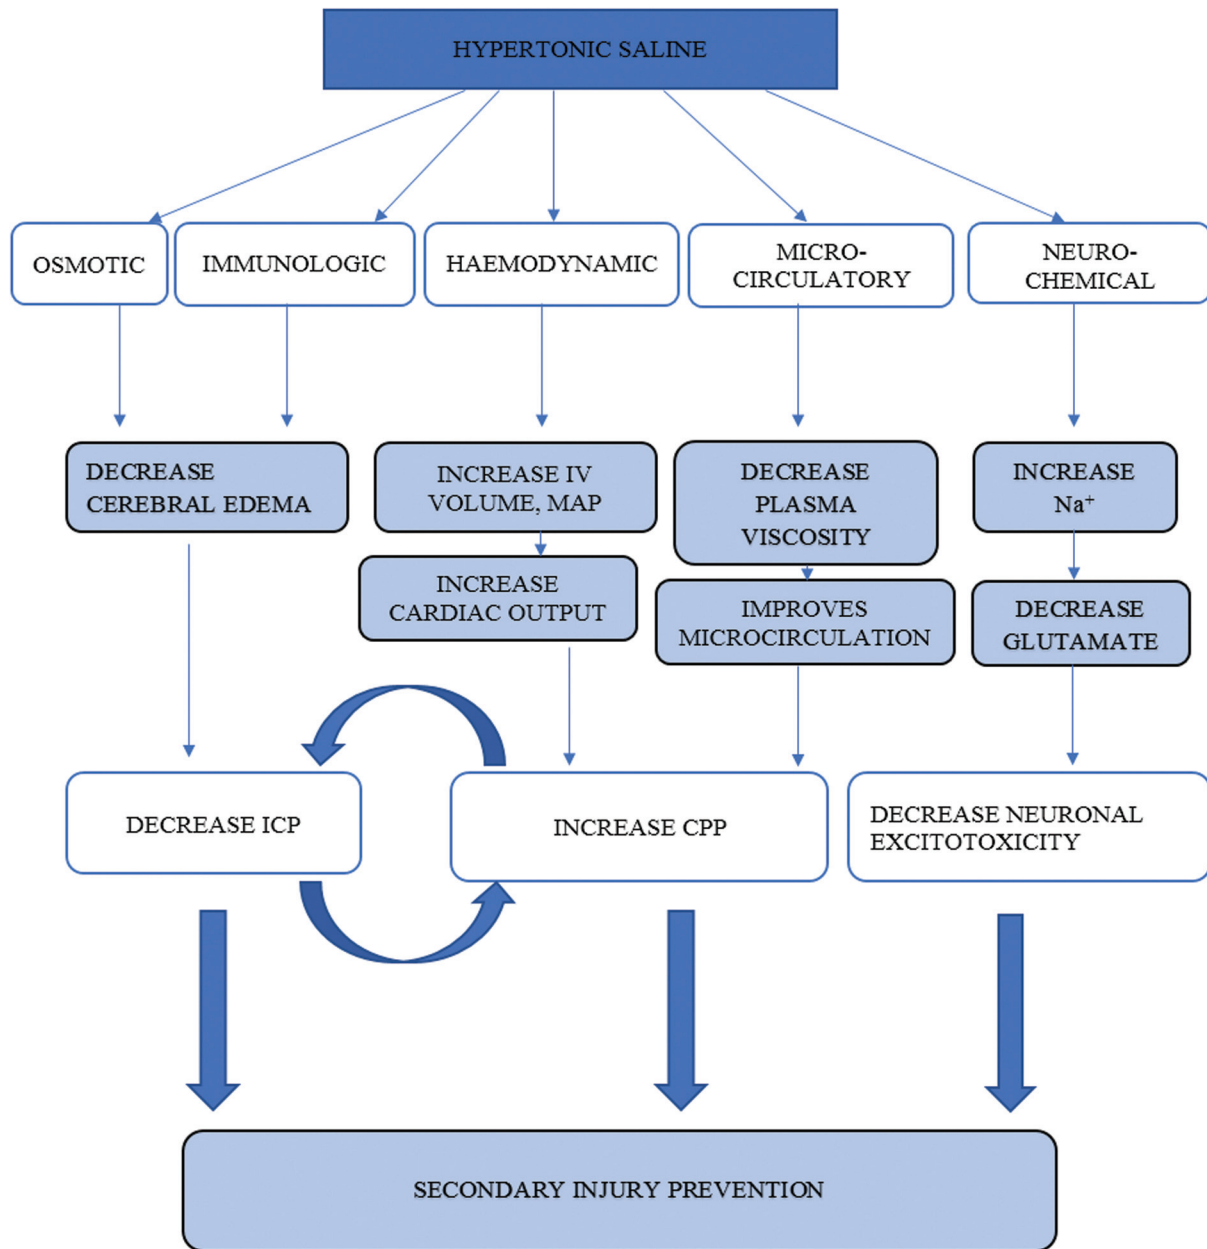 HYPERTONIC SALINE
OSMOTIC
IMMUNOLOGIC
HAEMODYNAMIC
MICRO-
CIRCULATORY
NEURO-
CHEMICAL
DECREASE
CEREBRAL EDEMA
INCREASE IV
VOLUME, MAP
DECREASE
PLASMA
VISCOSITY
INCREASE
Na⁺
INCREASE
CARDIAC OUTPUT
IMPROVES
MICROCIRCULATION
DECREASE
GLUTAMATE
DECREASE ICP
INCREASE CPP
DECREASE NEURONAL
EXCITOTOXICITY
SECONDARY INJURY PREVENTION